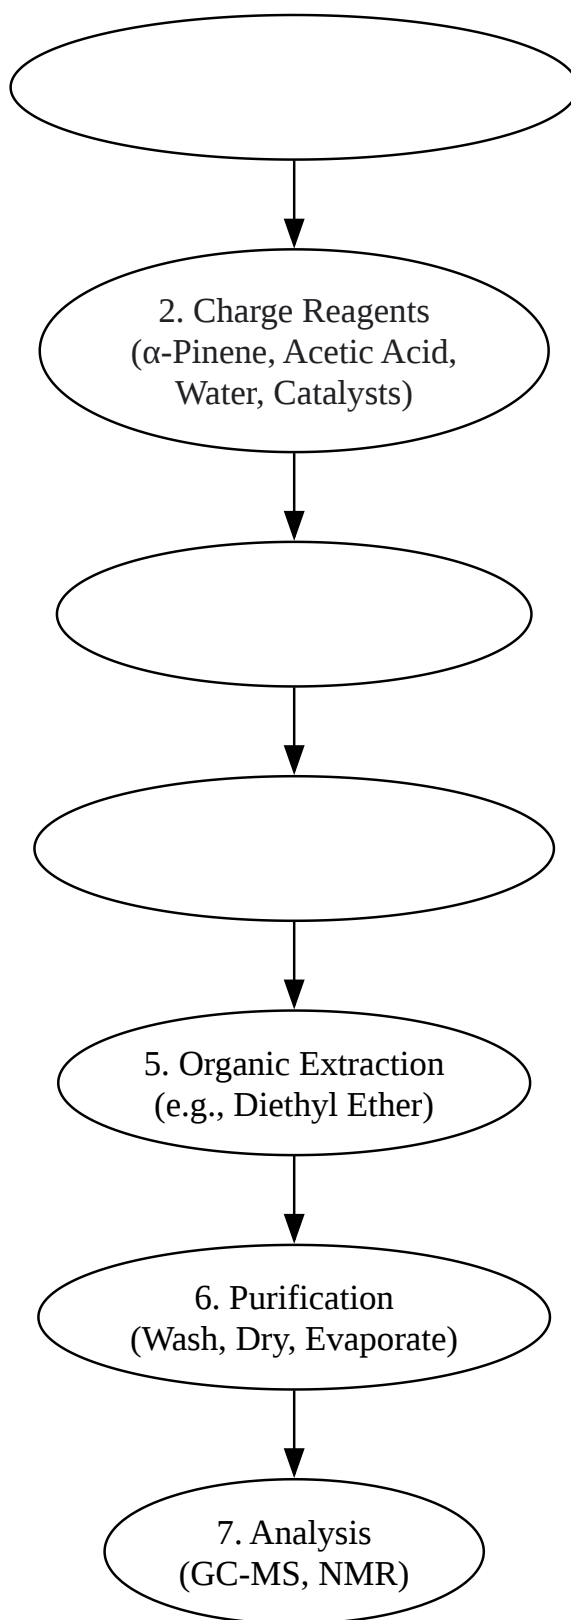 2. Charge Reagents
(α-Pinene, Acetic Acid,
Water, Catalysts)
5. Organic Extraction
(e.g., Diethyl Ether)
6. Purification
(Wash, Dry, Evaporate)
7. Analysis
(GC-MS, NMR)